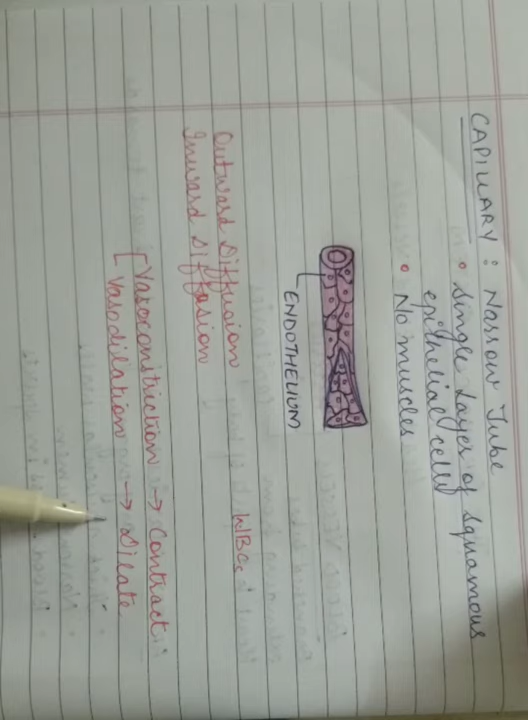 CAPILLARY : Narrow Tube
• Single layer of squamous
epithelial cells
• No muscles
ENDOTHELIUM
Outward Diffusion WBCs
Inward Diffusion
[Vasoconstriction → Contract
Vasodilation → Dilate